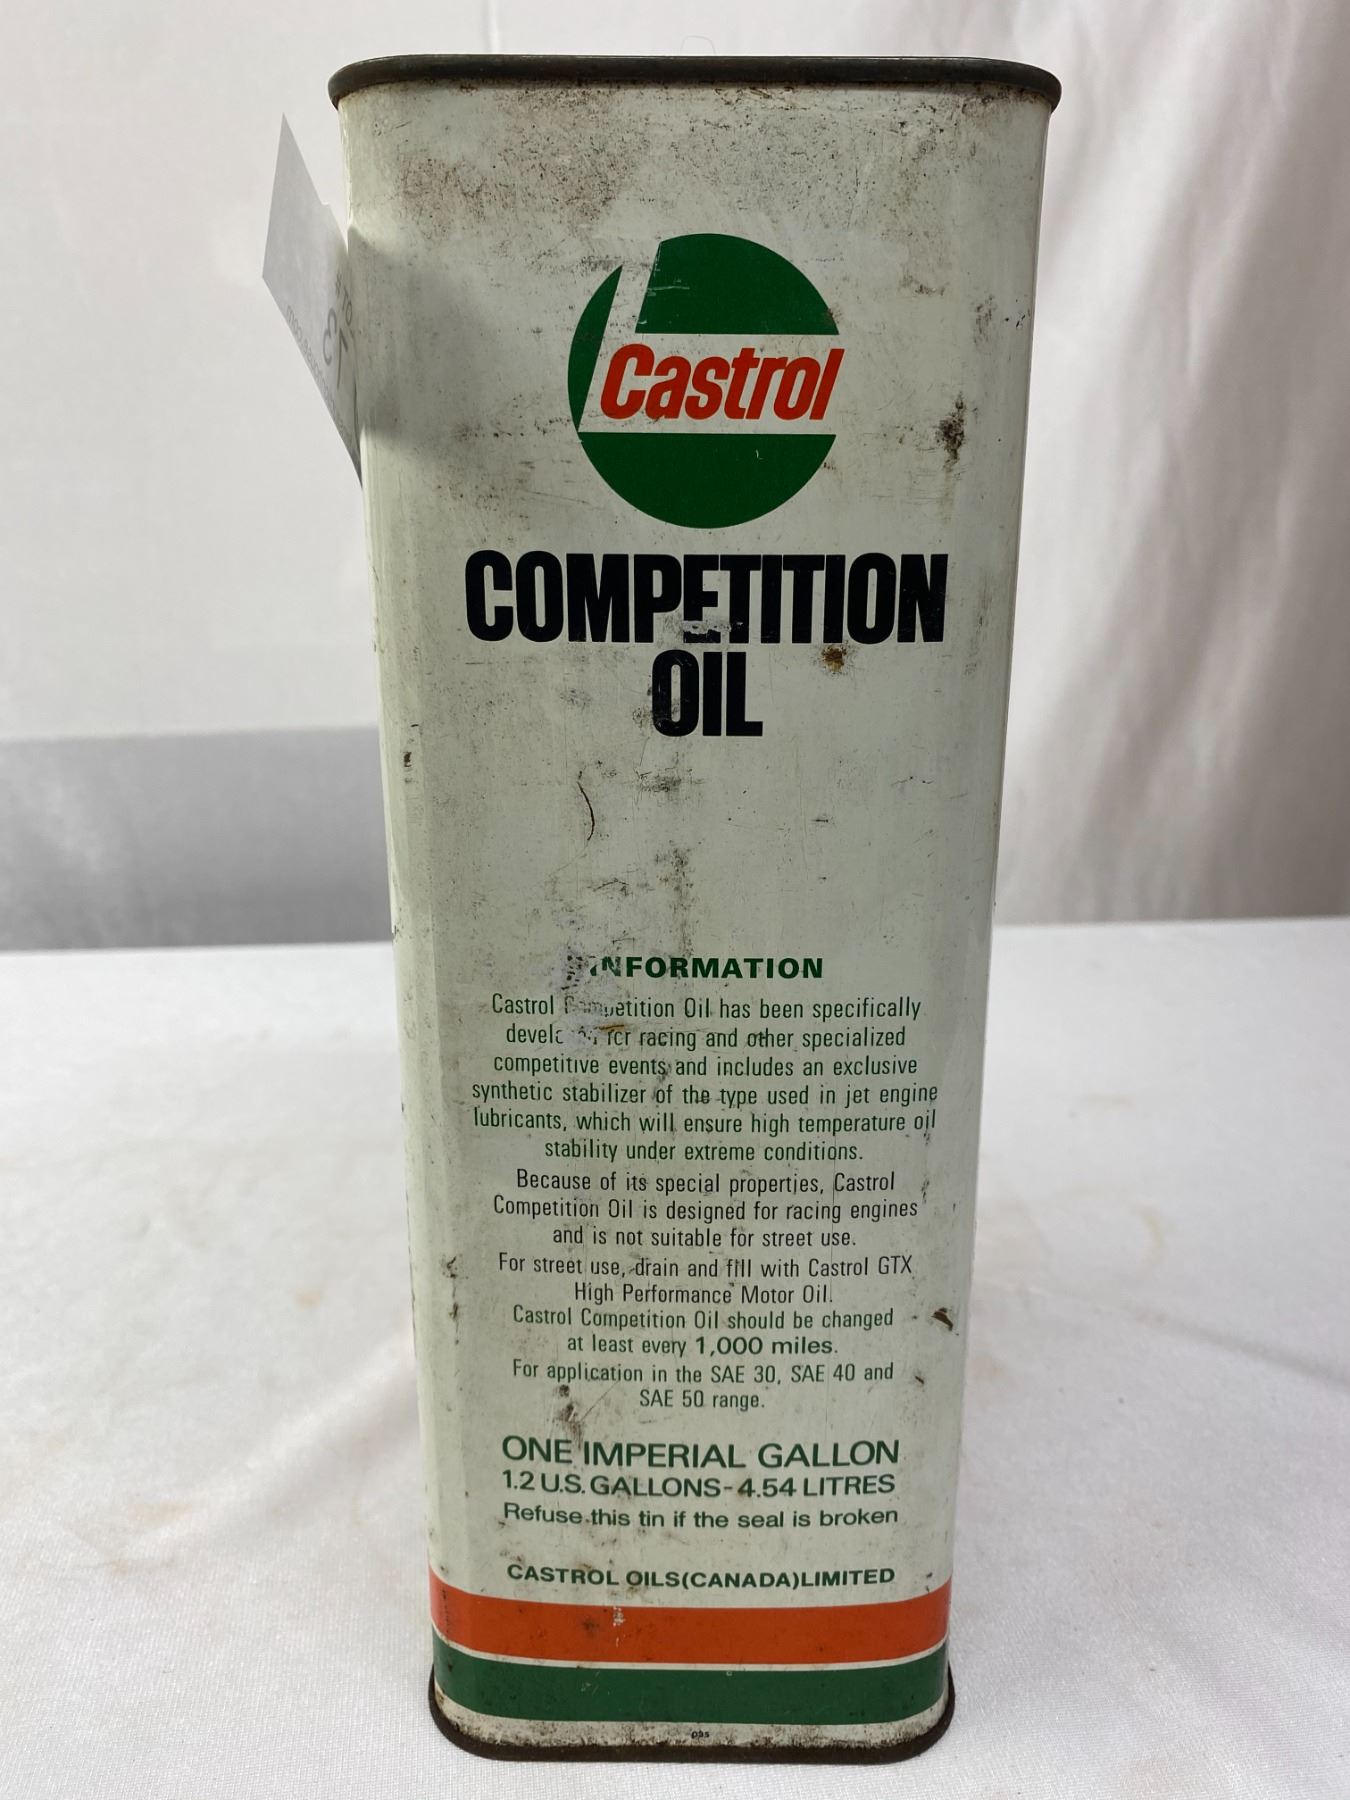 Castrol
COMPETITION
OIL
INFORMATION
Castrol Competition Oil has been specifically
developed for racing and other specialized
competitive events and includes an exclusive
synthetic stabilizer of the type used in jet engine
lubricants, which will ensure high temperature oil
stability under extreme conditions.
Because of its special properties, Castrol
Competition Oil is designed for racing engines
and is not suitable for street use.
For street use, drain and fill with Castrol GTX
High Performance Motor Oil.
Castrol Competition Oil should be changed
at least every 1,000 miles.
For application in the SAE 30, SAE 40 and
SAE 50 range.
ONE IMPERIAL GALLON
1.2 U.S. GALLONS-4.54 LITRES
Refuse this tin if the seal is broken
CASTROL OILS(CANADA)LIMITED